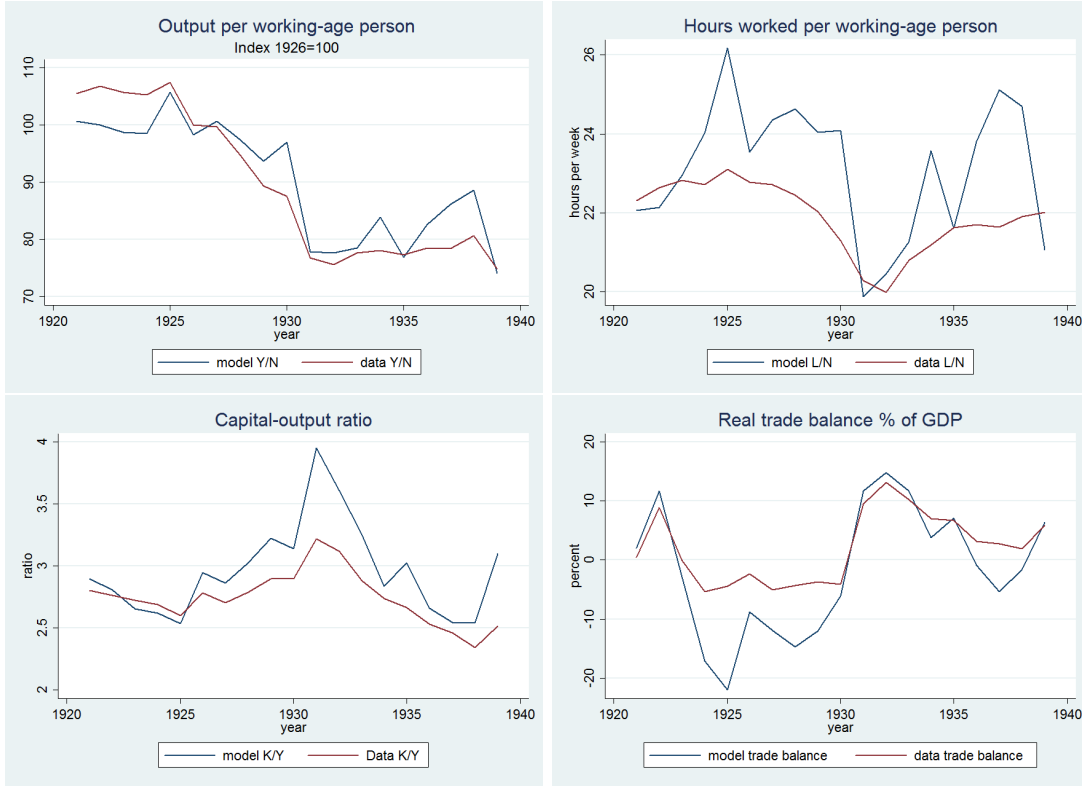 Output per working-age person
Index 1926=100
110
100
90
80
70
1920
1925
1930
1935
1940
year
model Y/N
data Y/N
Hours worked per working-age person
hours per week
26
24
22
20
1920
1925
1930
1935
1940
year
model L/N
data L/N
Capital-output ratio
ratio
4
3.5
3
2.5
2
1920
1925
1930
1935
1940
year
model K/Y
Data K/Y
Real trade balance % of GDP
percent
20
10
0
-10
-20
1920
1925
1930
1935
1940
year
model trade balance
data trade balance